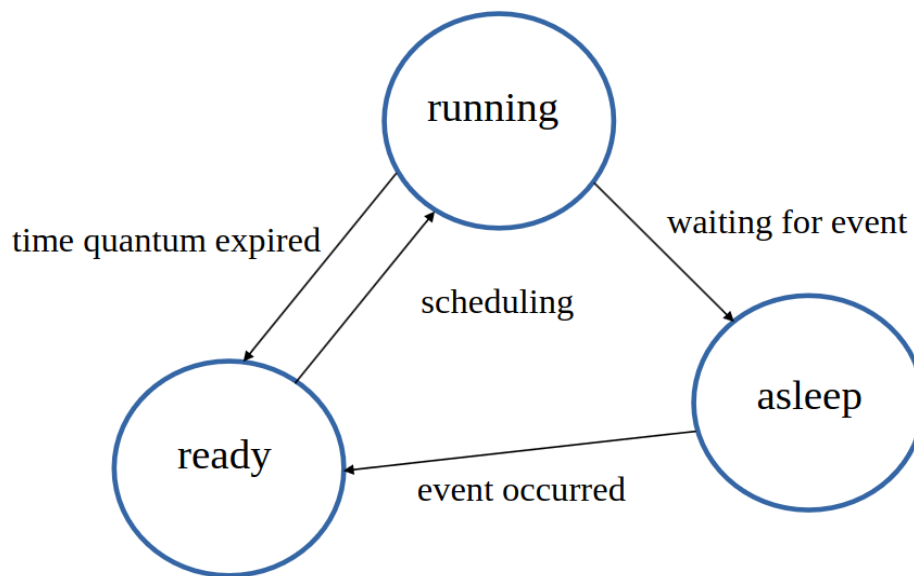 running
time quantum expired
waiting for event
scheduling
asleep
ready
event occurred